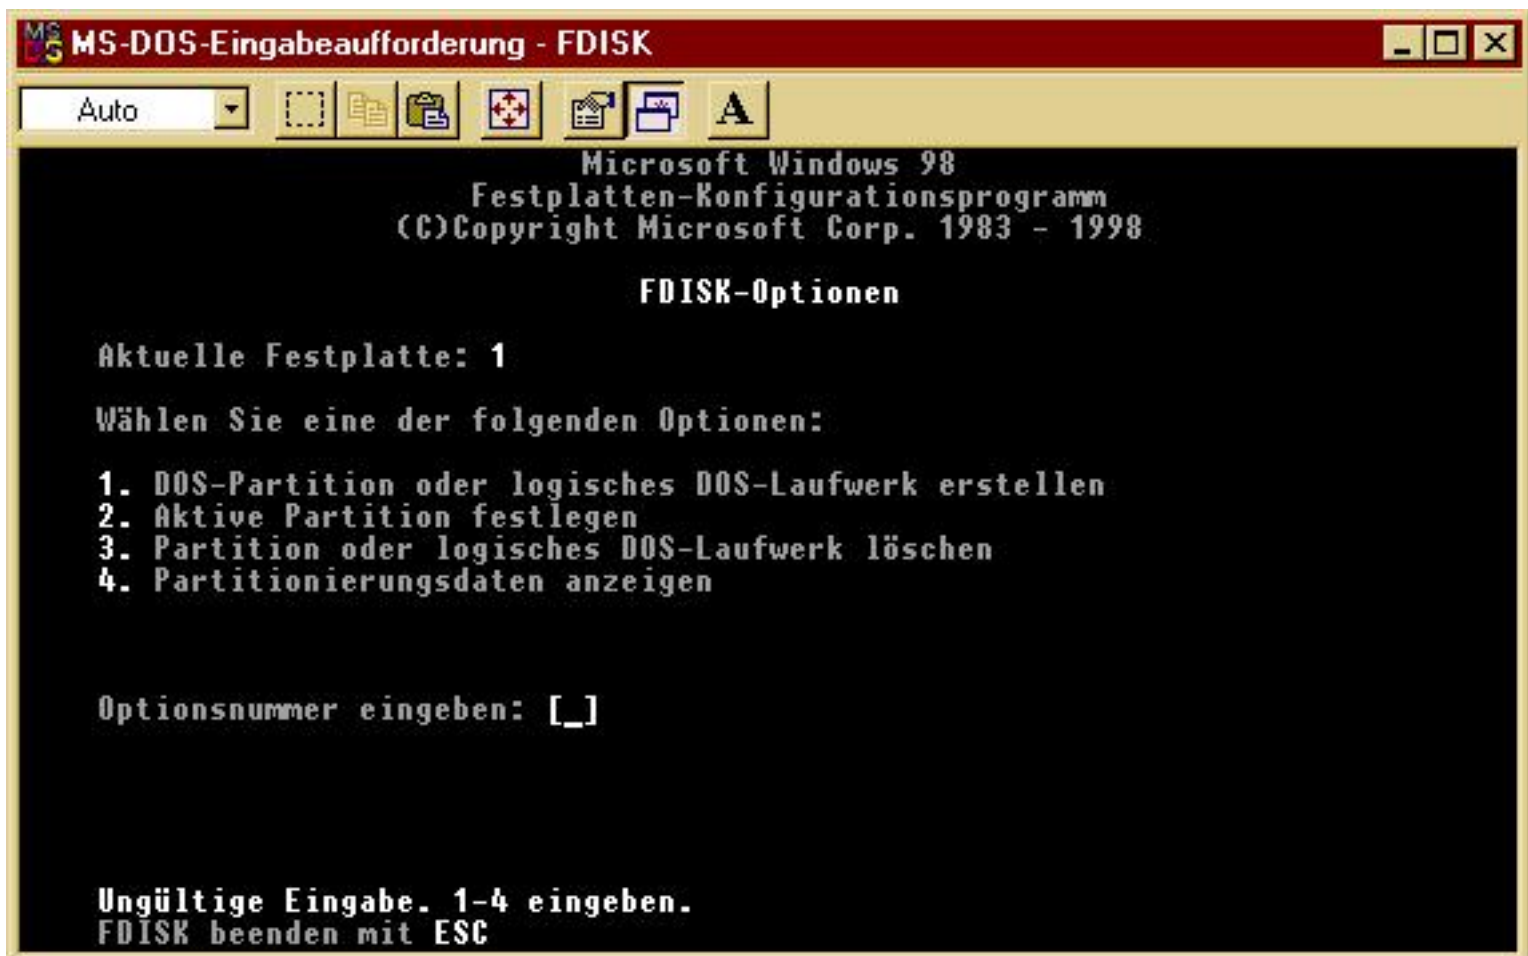 MS-DOS-Eingabeaufforderung - FDISK
Auto
A
Microsoft Windows 98
Festplatten-Konfigurationsprogramm
(C)Copyright Microsoft Corp. 1983 - 1998
FDISK-Optionen
Aktuelle Festplatte: 1
Wählen Sie eine der folgenden Optionen:
1. DOS-Partition oder logisches DOS-Laufwerk erstellen
2. Aktive Partition festlegen
3. Partition oder logisches DOS-Laufwerk löschen
4. Partitionierungsdaten anzeigen
Optionsnummer eingeben: [_]
Ungültige Eingabe. 1-4 eingeben.
FDISK beenden mit ESC